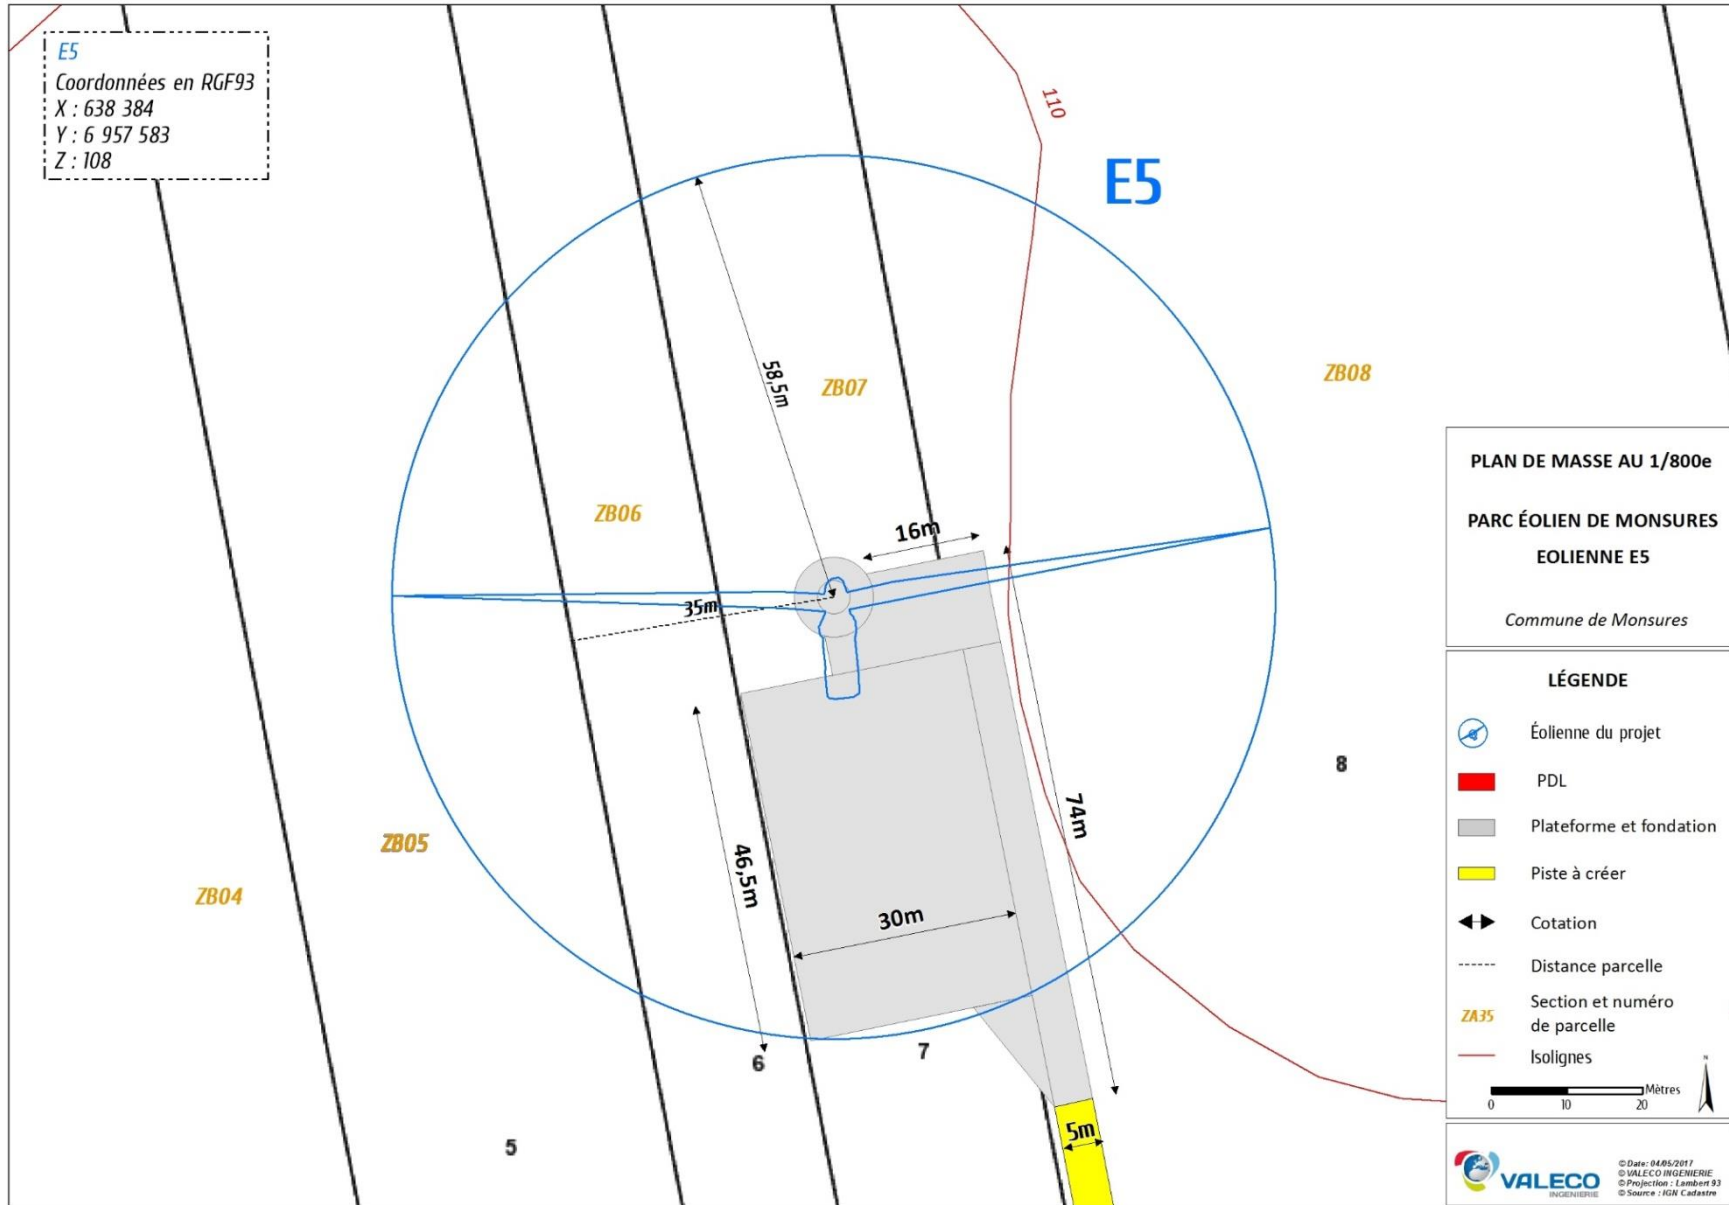 E5
Coordonnées en RGF93
X : 638 384
Y : 6 957 583
Z : 108
110
E5
58,5m
ZB07
ZB08
ZB06
16m
35m
8
74m
ZB05
46,5m
ZB04
30m
6
7
5
5m
PLAN DE MASSE AU 1/800e
PARC ÉOLIEN DE MONSURES
EOLIENNE E5
Commune de Monsures
LÉGENDE
Éolienne du projet
PDL
Plateforme et fondation
Piste à créer
Cotation
Distance parcelle
ZA35
Section et numéro
de parcelle
Isolignes
N
Mètres
0 10 20
VALECO
INGENIERIE
© Date: 04/05/2017
© VALECO INGENIERIE
© Projection : Lambert 93
© Source : IGN Cadastre